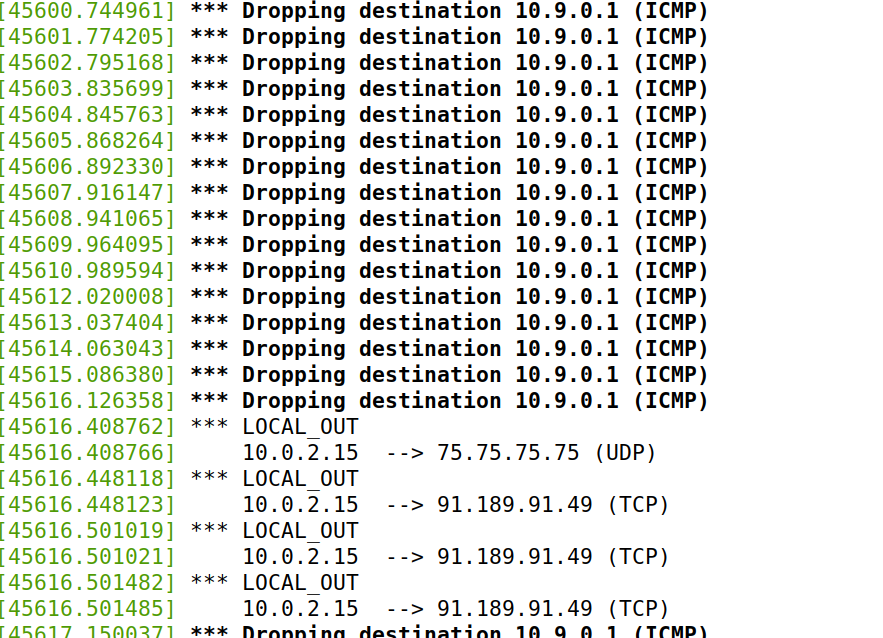 [45600.744961] *** Dropping destination 10.9.0.1 (ICMP)
[45601.774205] *** Dropping destination 10.9.0.1 (ICMP)
[45602.795168] *** Dropping destination 10.9.0.1 (ICMP)
[45603.835699] *** Dropping destination 10.9.0.1 (ICMP)
[45604.845763] *** Dropping destination 10.9.0.1 (ICMP)
[45605.868264] *** Dropping destination 10.9.0.1 (ICMP)
[45606.892330] *** Dropping destination 10.9.0.1 (ICMP)
[45607.916147] *** Dropping destination 10.9.0.1 (ICMP)
[45608.941065] *** Dropping destination 10.9.0.1 (ICMP)
[45609.964095] *** Dropping destination 10.9.0.1 (ICMP)
[45610.989594] *** Dropping destination 10.9.0.1 (ICMP)
[45612.020008] *** Dropping destination 10.9.0.1 (ICMP)
[45613.037404] *** Dropping destination 10.9.0.1 (ICMP)
[45614.063043] *** Dropping destination 10.9.0.1 (ICMP)
[45615.086380] *** Dropping destination 10.9.0.1 (ICMP)
[45616.126358] *** Dropping destination 10.9.0.1 (ICMP)
[45616.408762] *** LOCAL_OUT
[45616.408766]     10.0.2.15  --> 75.75.75.75 (UDP)
[45616.448118] *** LOCAL_OUT
[45616.448123]     10.0.2.15  --> 91.189.91.49 (TCP)
[45616.501019] *** LOCAL_OUT
[45616.501021]     10.0.2.15  --> 91.189.91.49 (TCP)
[45616.501482] *** LOCAL_OUT
[45616.501485]     10.0.2.15  --> 91.189.91.49 (TCP)
[45617.150037] *** Dropping destination 10.9.0.1 (ICMP)